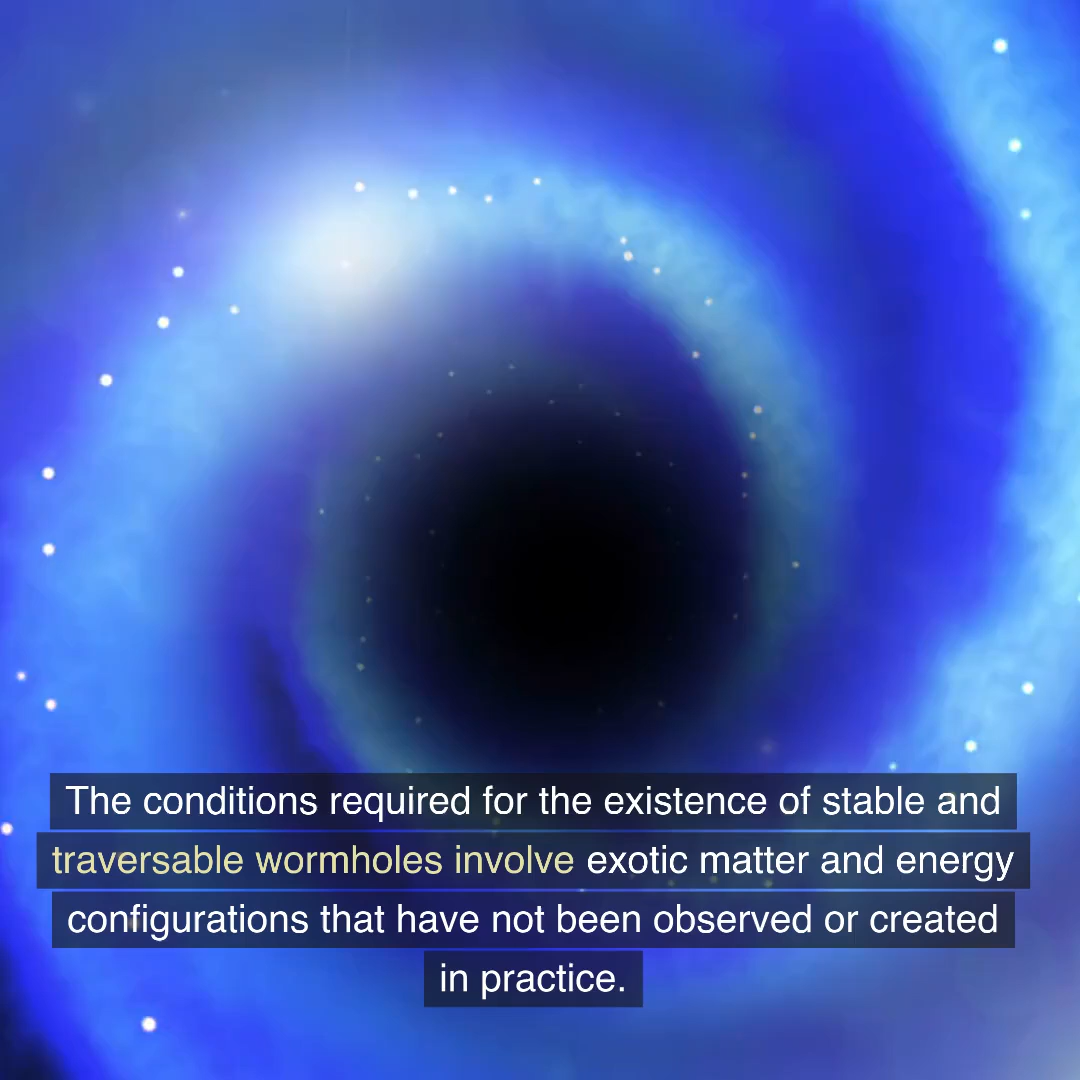 The conditions required for the existence of stable and
traversable wormholes involve exotic matter and energy
configurations that have not been observed or created
in practice.